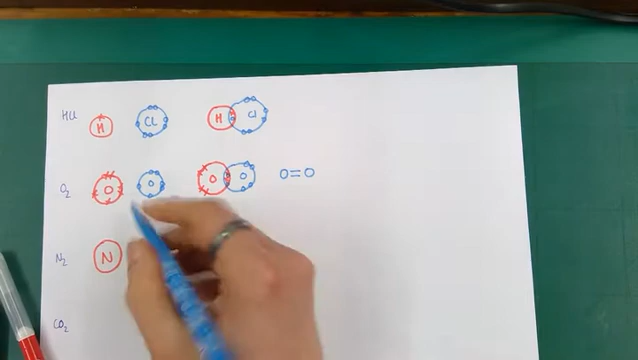 HCl H Cl H Cl
O₂ O O O O O=O
N₂ N
CO₂